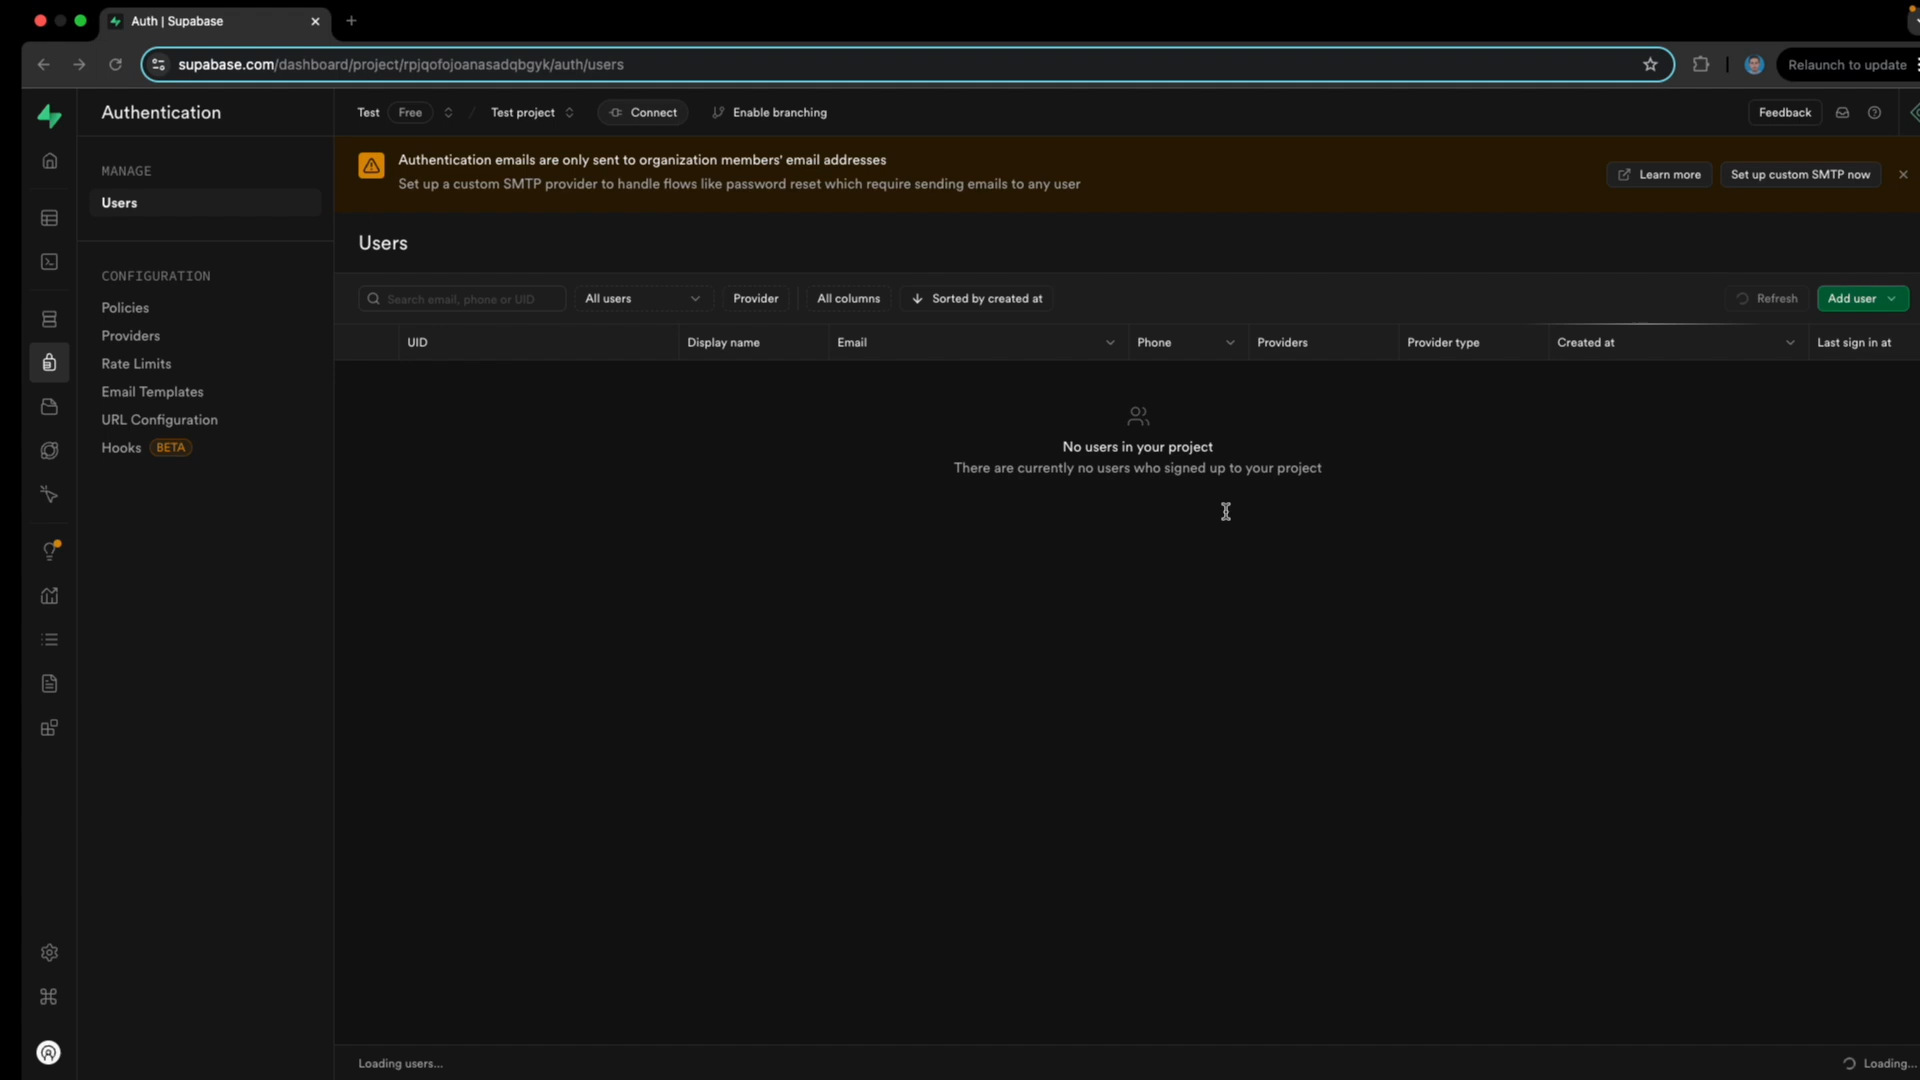 Auth | Supabase
supabase.com/dashboard/project/rpjqofojoanasadqbgyk/auth/users
Relaunch to update
Authentication
Test Free / Test project Connect Enable branching
Feedback
MANAGE
Users
CONFIGURATION
Policies
Providers
Rate Limits
Email Templates
URL Configuration
Hooks BETA
Authentication emails are only sent to organization members' email addresses
Set up a custom SMTP provider to handle flows like password reset which require sending emails to any user
Learn more Set up custom SMTP now
Users
Search email, phone or UID All users Provider All columns Sorted by created at Refresh Add user
UID Display name Email Phone Providers Provider type Created at Last sign in at
No users in your project
There are currently no users who signed up to your project
Loading users... Loading...